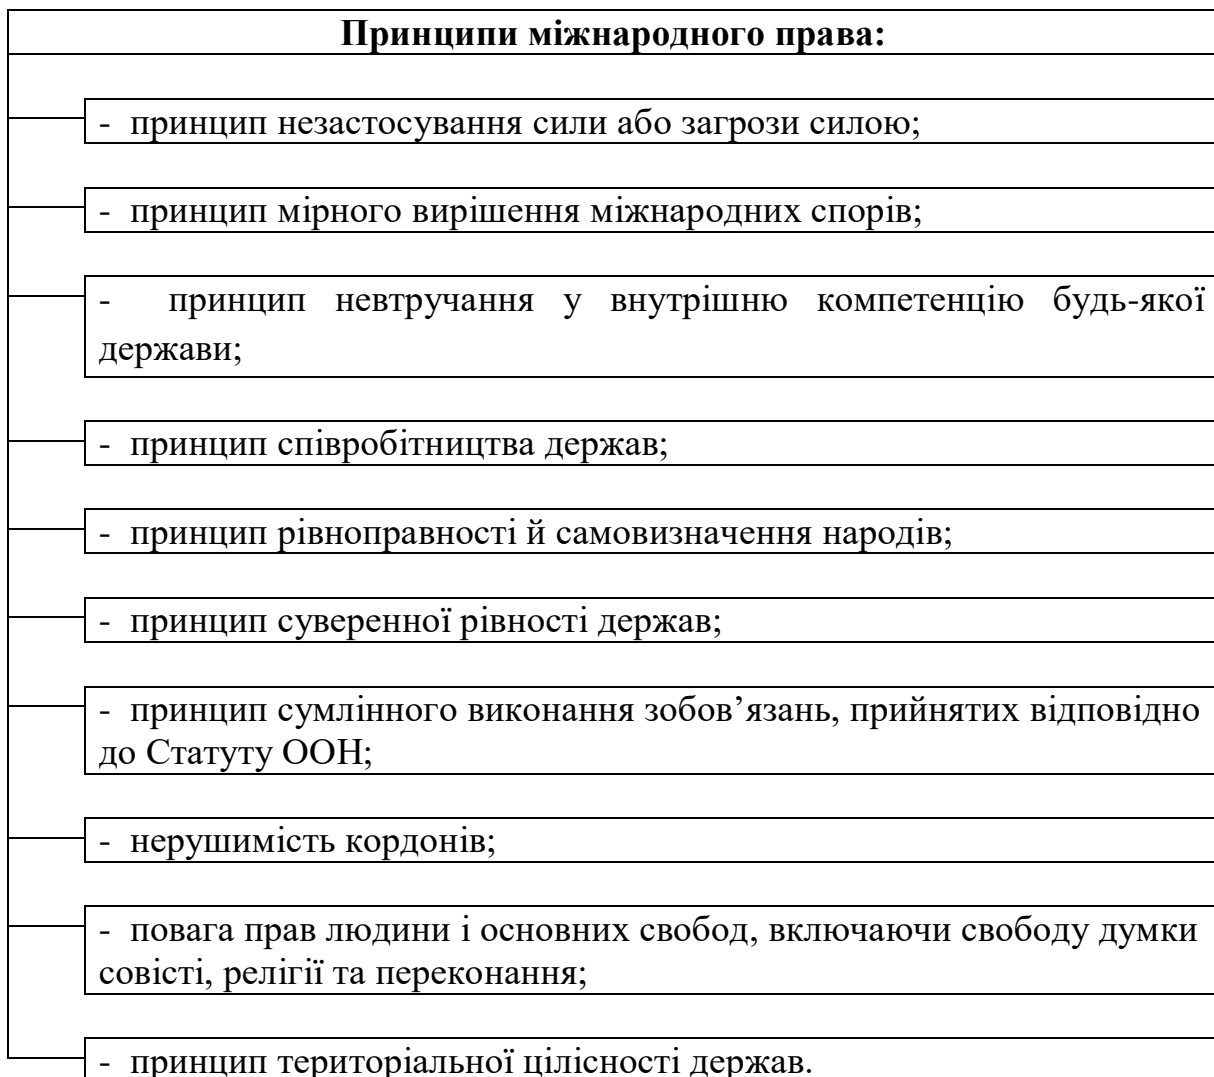 Принципи міжнародного права:
- принцип незастосування сили або загрози силою;
- принцип мірного вирішення міжнародних спорів;
- принцип невтручання у внутрішню компетенцію будь-якої
держави;
- принцип співробітництва держав;
- принцип рівноправності й самовизначення народів;
- принцип суверенної рівності держав;
- принцип сумлінного виконання зобов’язань, прийнятих відповідно
до Статуту ООН;
- нерушимість кордонів;
- повага прав людини і основних свобод, включаючи свободу думки
совісті, релігії та переконання;
- принцип територіальної цілісності держав.